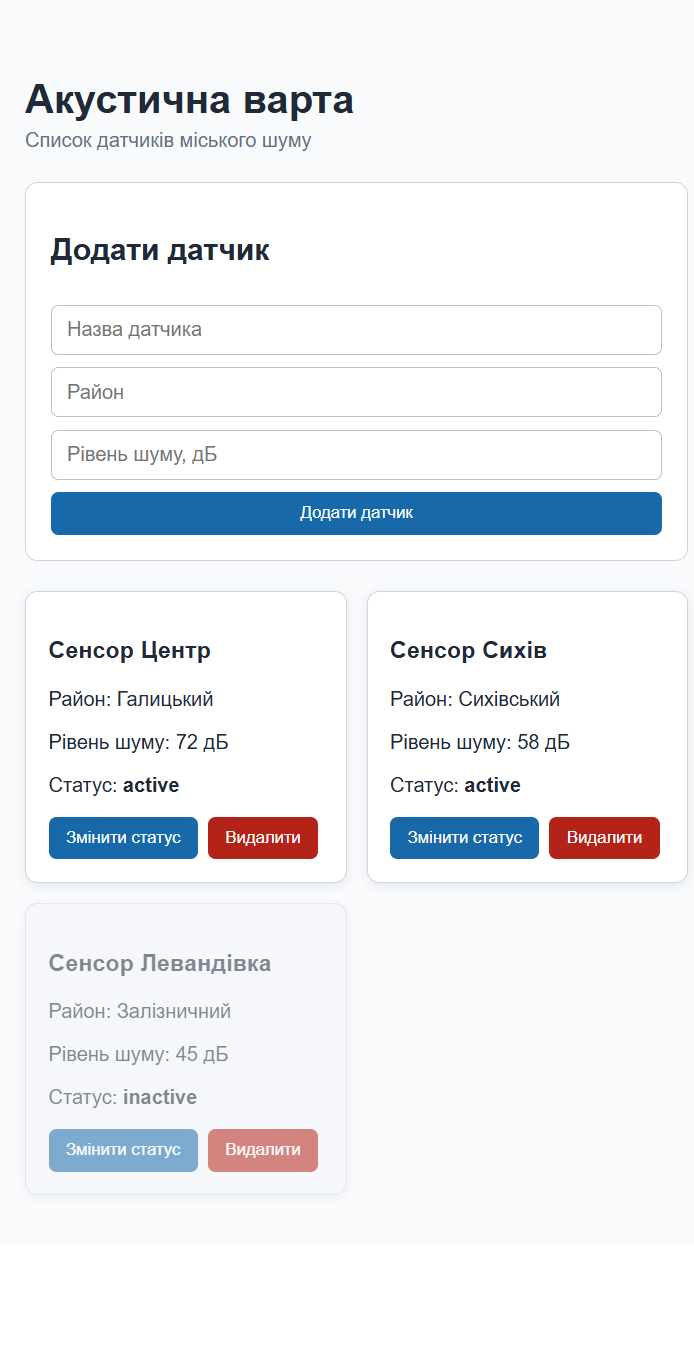 Акустична варта
Список датчиків міського шуму
Додати датчик
Назва датчика
Район
Рівень шуму, дБ
Додати датчик
Сенсор Центр
Район: Галицький
Рівень шуму: 72 дБ
Статус: active
Змінити статус
Видалити
Сенсор Сихів
Район: Сихівський
Рівень шуму: 58 дБ
Статус: active
Змінити статус
Видалити
Сенсор Левандівка
Район: Залізничний
Рівень шуму: 45 дБ
Статус: inactive
Змінити статус
Видалити